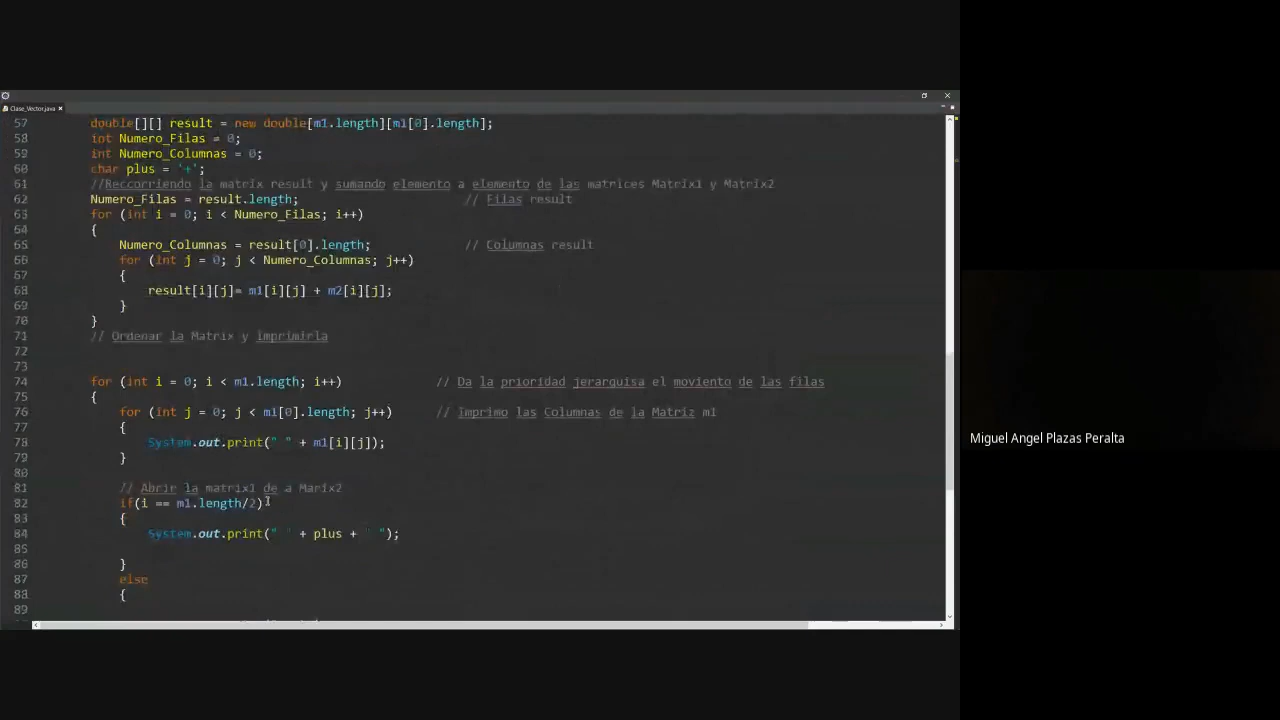 Clase_Vector.java
57 double[][] result = new double[m1.length][m1[0].length];
58 int Numero_Filas = 0;
59 int Numero_Columnas = 0;
60 char plus = '+';
61 //Reccorriendo la matrix result y sumando elemento a elemento de las matrices Matrix1 y Matrix2
62 Numero_Filas = result.length; // Filas result
63 for (int i = 0; i < Numero_Filas; i++)
64 {
65 Numero_Columnas = result[0].length; // Columnas result
66 for (int j = 0; j < Numero_Columnas; j++)
67 {
68 result[i][j]= m1[i][j] + m2[i][j];
69 }
70 }
71 // Ordenar la Matrix y imprimirla
72
73
74 for (int i = 0; i < m1.length; i++) // Da la prioridad jerarquisa el moviento de las filas
75 {
76 for (int j = 0; j < m1[0].length; j++) // Imprimo las Columnas de la Matriz m1
77 {
78 System.out.print(" " + m1[i][j]);
79 }
80
81 // Abrir la matrix1 de a Marix2
82 if(i == m1.length/2)
83 {
84 System.out.print(" " + plus + " ");
85
86 }
87 else
88 {
89
Miguel Angel Plazas Peralta